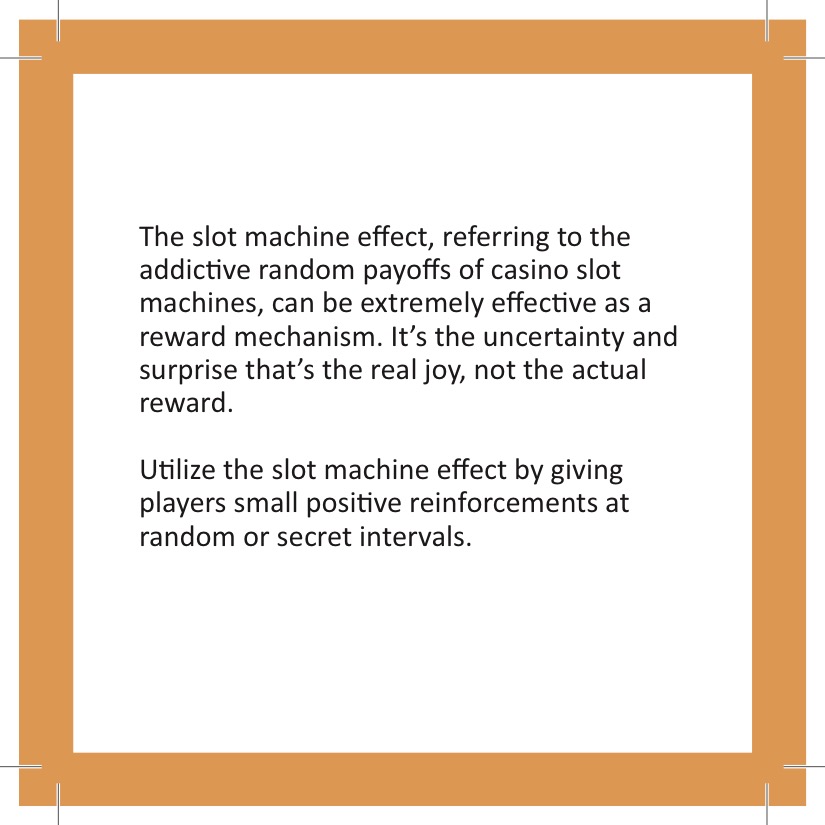 The slot machine effect, referring to the
addictive random payoffs of casino slot
machines, can be extremely effective as a
reward mechanism. It’s the uncertainty and
surprise that’s the real joy, not the actual
reward.
Utilize the slot machine effect by giving
players small positive reinforcements at
random or secret intervals.